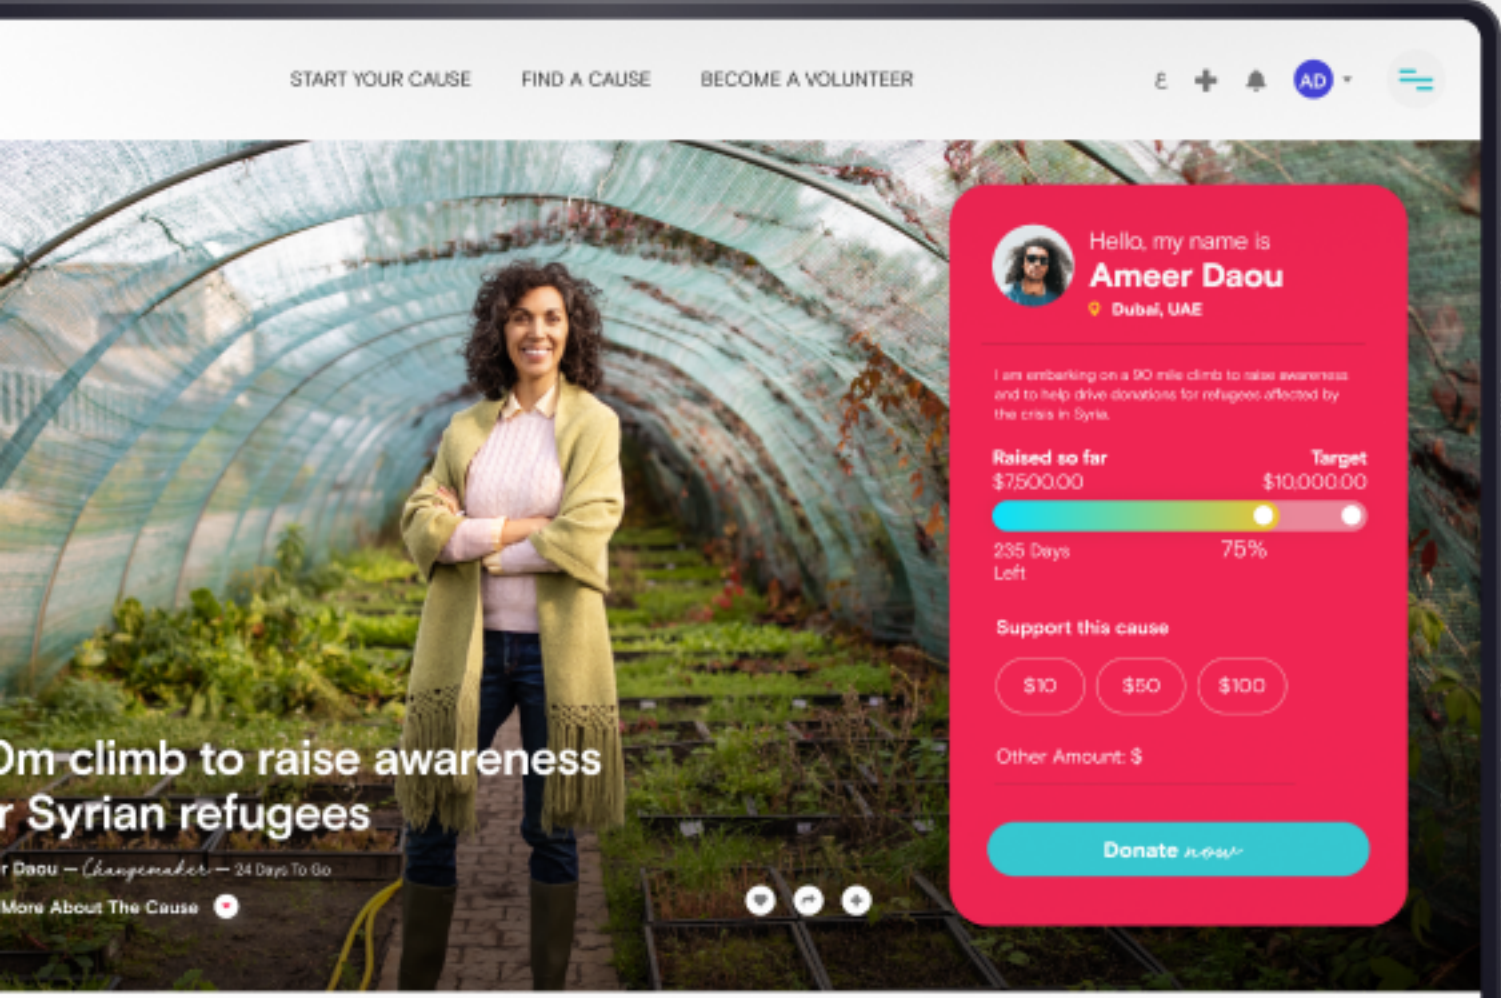 START YOUR CAUSE FIND A CAUSE BECOME A VOLUNTEER ع AD
Hello, my name is
Ameer Daou
Dubai, UAE
I am embarking on a 90 mile climb to raise awareness
and to help drive donations for refugees affected by
the crisis in Syria.
Raised so far Target
$7,500.00 $10,000.00
235 Days 75%
Left
Support this cause
$10 $50 $100
Other Amount: $
Donate now
0m climb to raise awareness
r Syrian refugees
r Daou — Changemaker — 24 Days To Go
More About The Cause